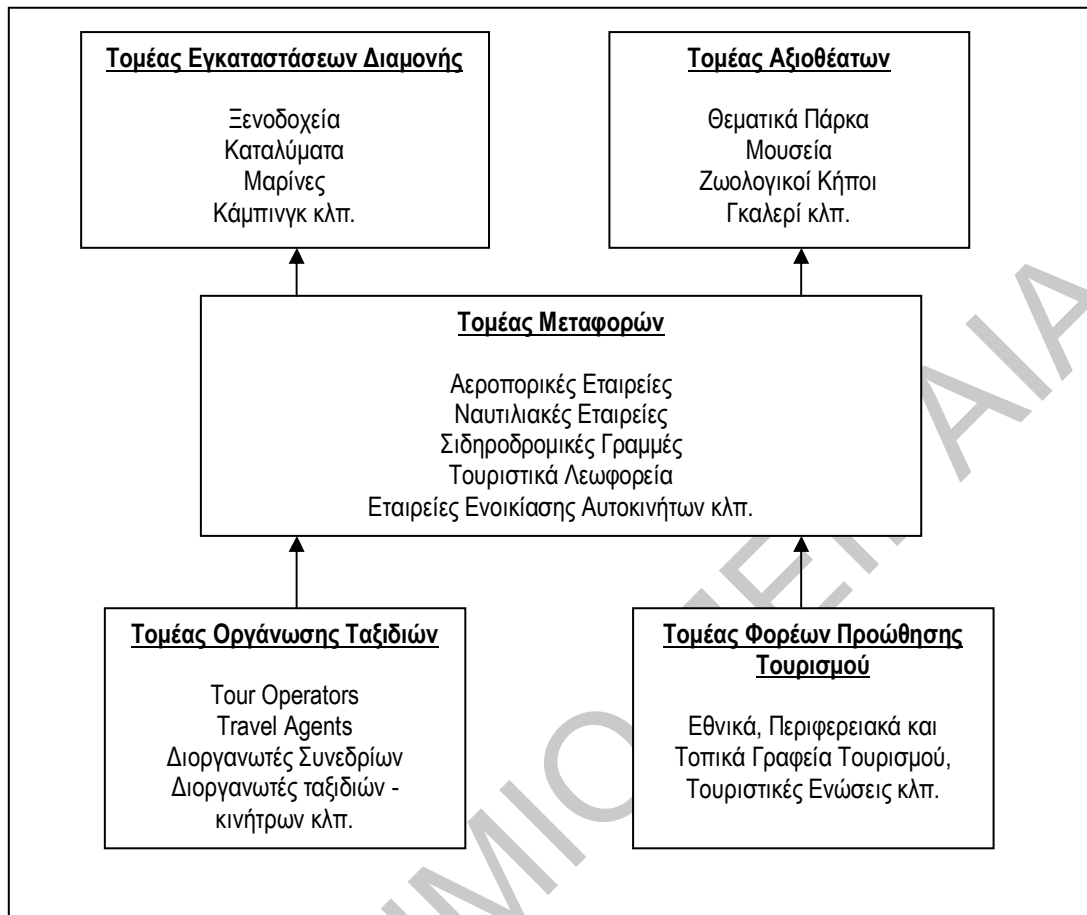 Τομέας Εγκαταστάσεων Διαμονής
Ξενοδοχεία
Καταλύματα
Μαρίνες
Κάμπινγκ κλπ.
Τομέας Αξιοθέατων
Θεματικά Πάρκα
Μουσεία
Ζωολογικοί Κήποι
Γκαλερί κλπ.
Τομέας Μεταφορών
Αεροπορικές Εταιρείες
Ναυτιλιακές Εταιρείες
Σιδηροδρομικές Γραμμές
Τουριστικά Λεωφορεία
Εταιρείες Ενοικίασης Αυτοκινήτων κλπ.
Τομέας Οργάνωσης Ταξιδιών
Tour Operators
Travel Agents
Διοργανωτές Συνεδρίων
Διοργανωτές ταξιδιών -
κινήτρων κλπ.
Τομέας Φορέων Προώθησης
Τουρισμού
Εθνικά, Περιφερειακά και
Τοπικά Γραφεία Τουρισμού,
Τουριστικές Ενώσεις κλπ.